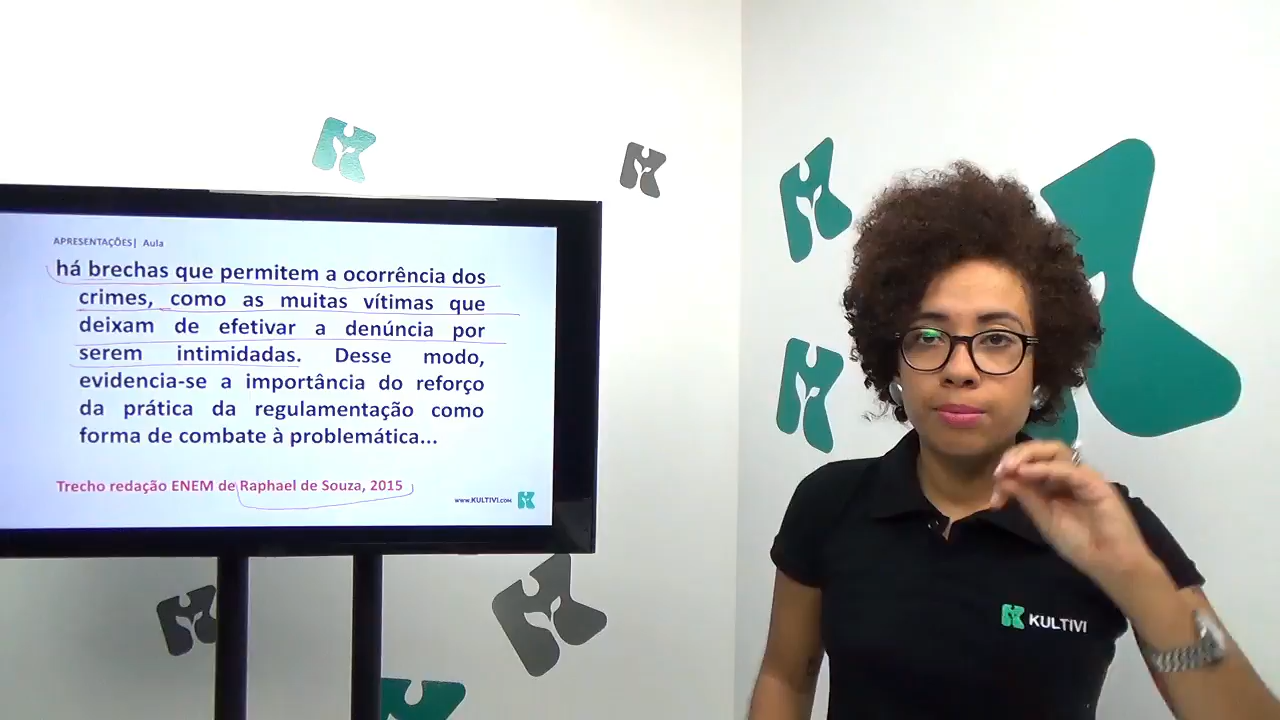 APRESENTAÇÕES| Aula
há brechas que permitem a ocorrência dos
crimes, como as muitas vítimas que
deixam de efetivar a denúncia por
serem intimidadas. Desse modo,
evidencia-se a importância do reforço
da prática da regulamentação como
forma de combate à problemática...
Trecho redação ENEM de Raphael de Souza, 2015
www.KULTIVI.com
KULTIVI